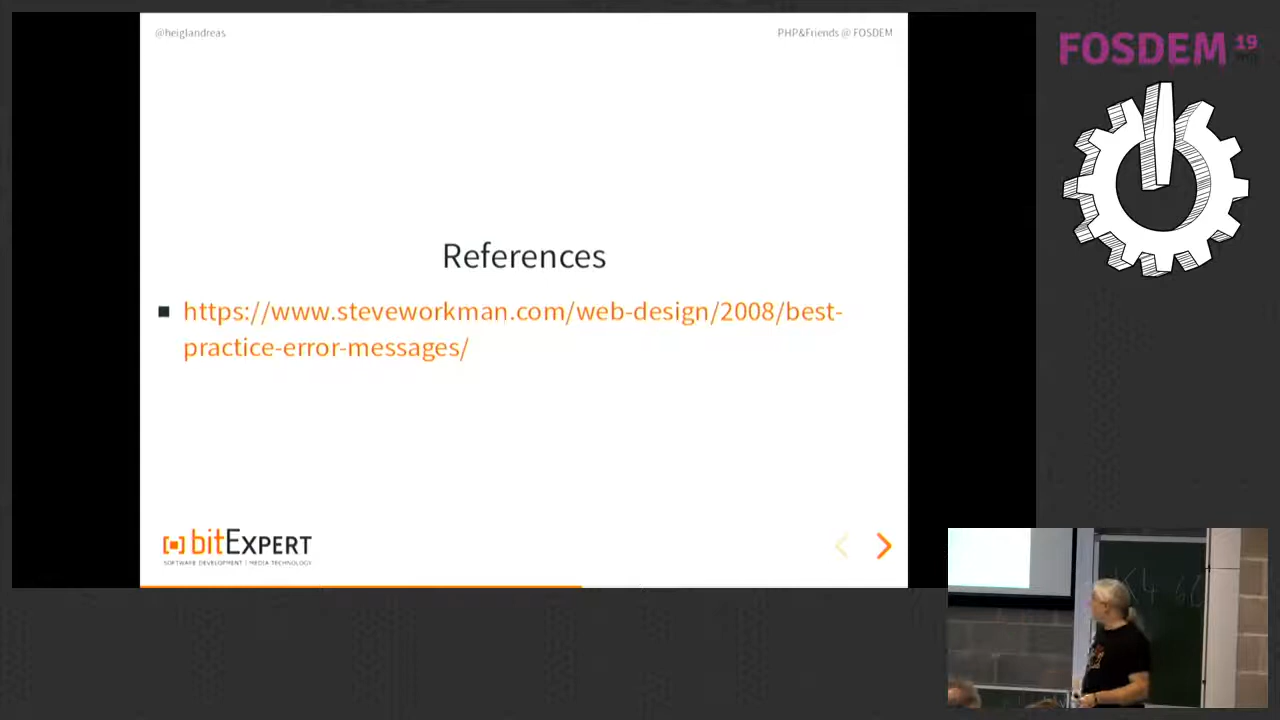 @heiglandreas
PHP&Friends @ FOSDEM
FOSDEM 19
References
https://www.steveworkman.com/web-design/2008/best-
practice-error-messages/
bitExpert
SOFTWARE DEVELOPMENT | MEDIA TECHNOLOGY